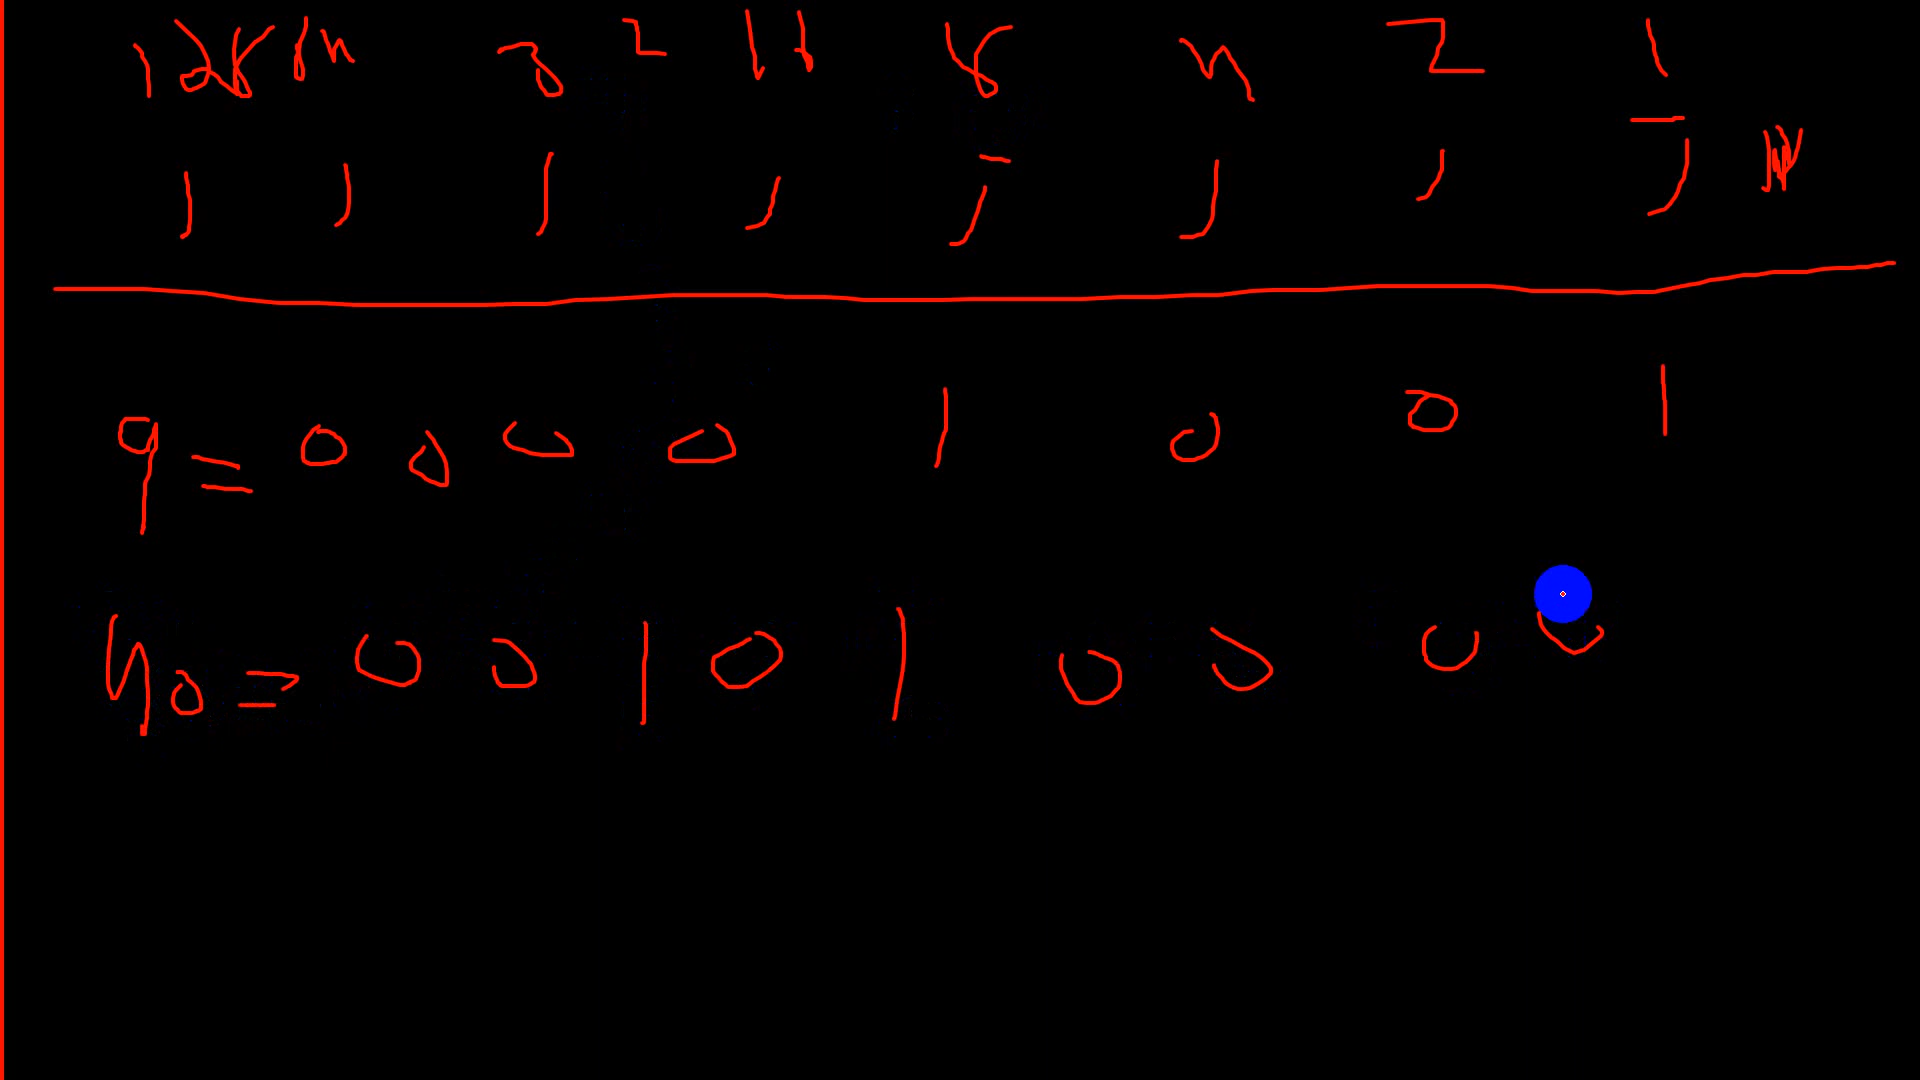 128 64 32 16 8 4 2 1
1 1 1 1 1 1 1 1
9 = 0 0 0 0 1 0 0 1
40 = 0 0 1 0 1 0 0 0 0